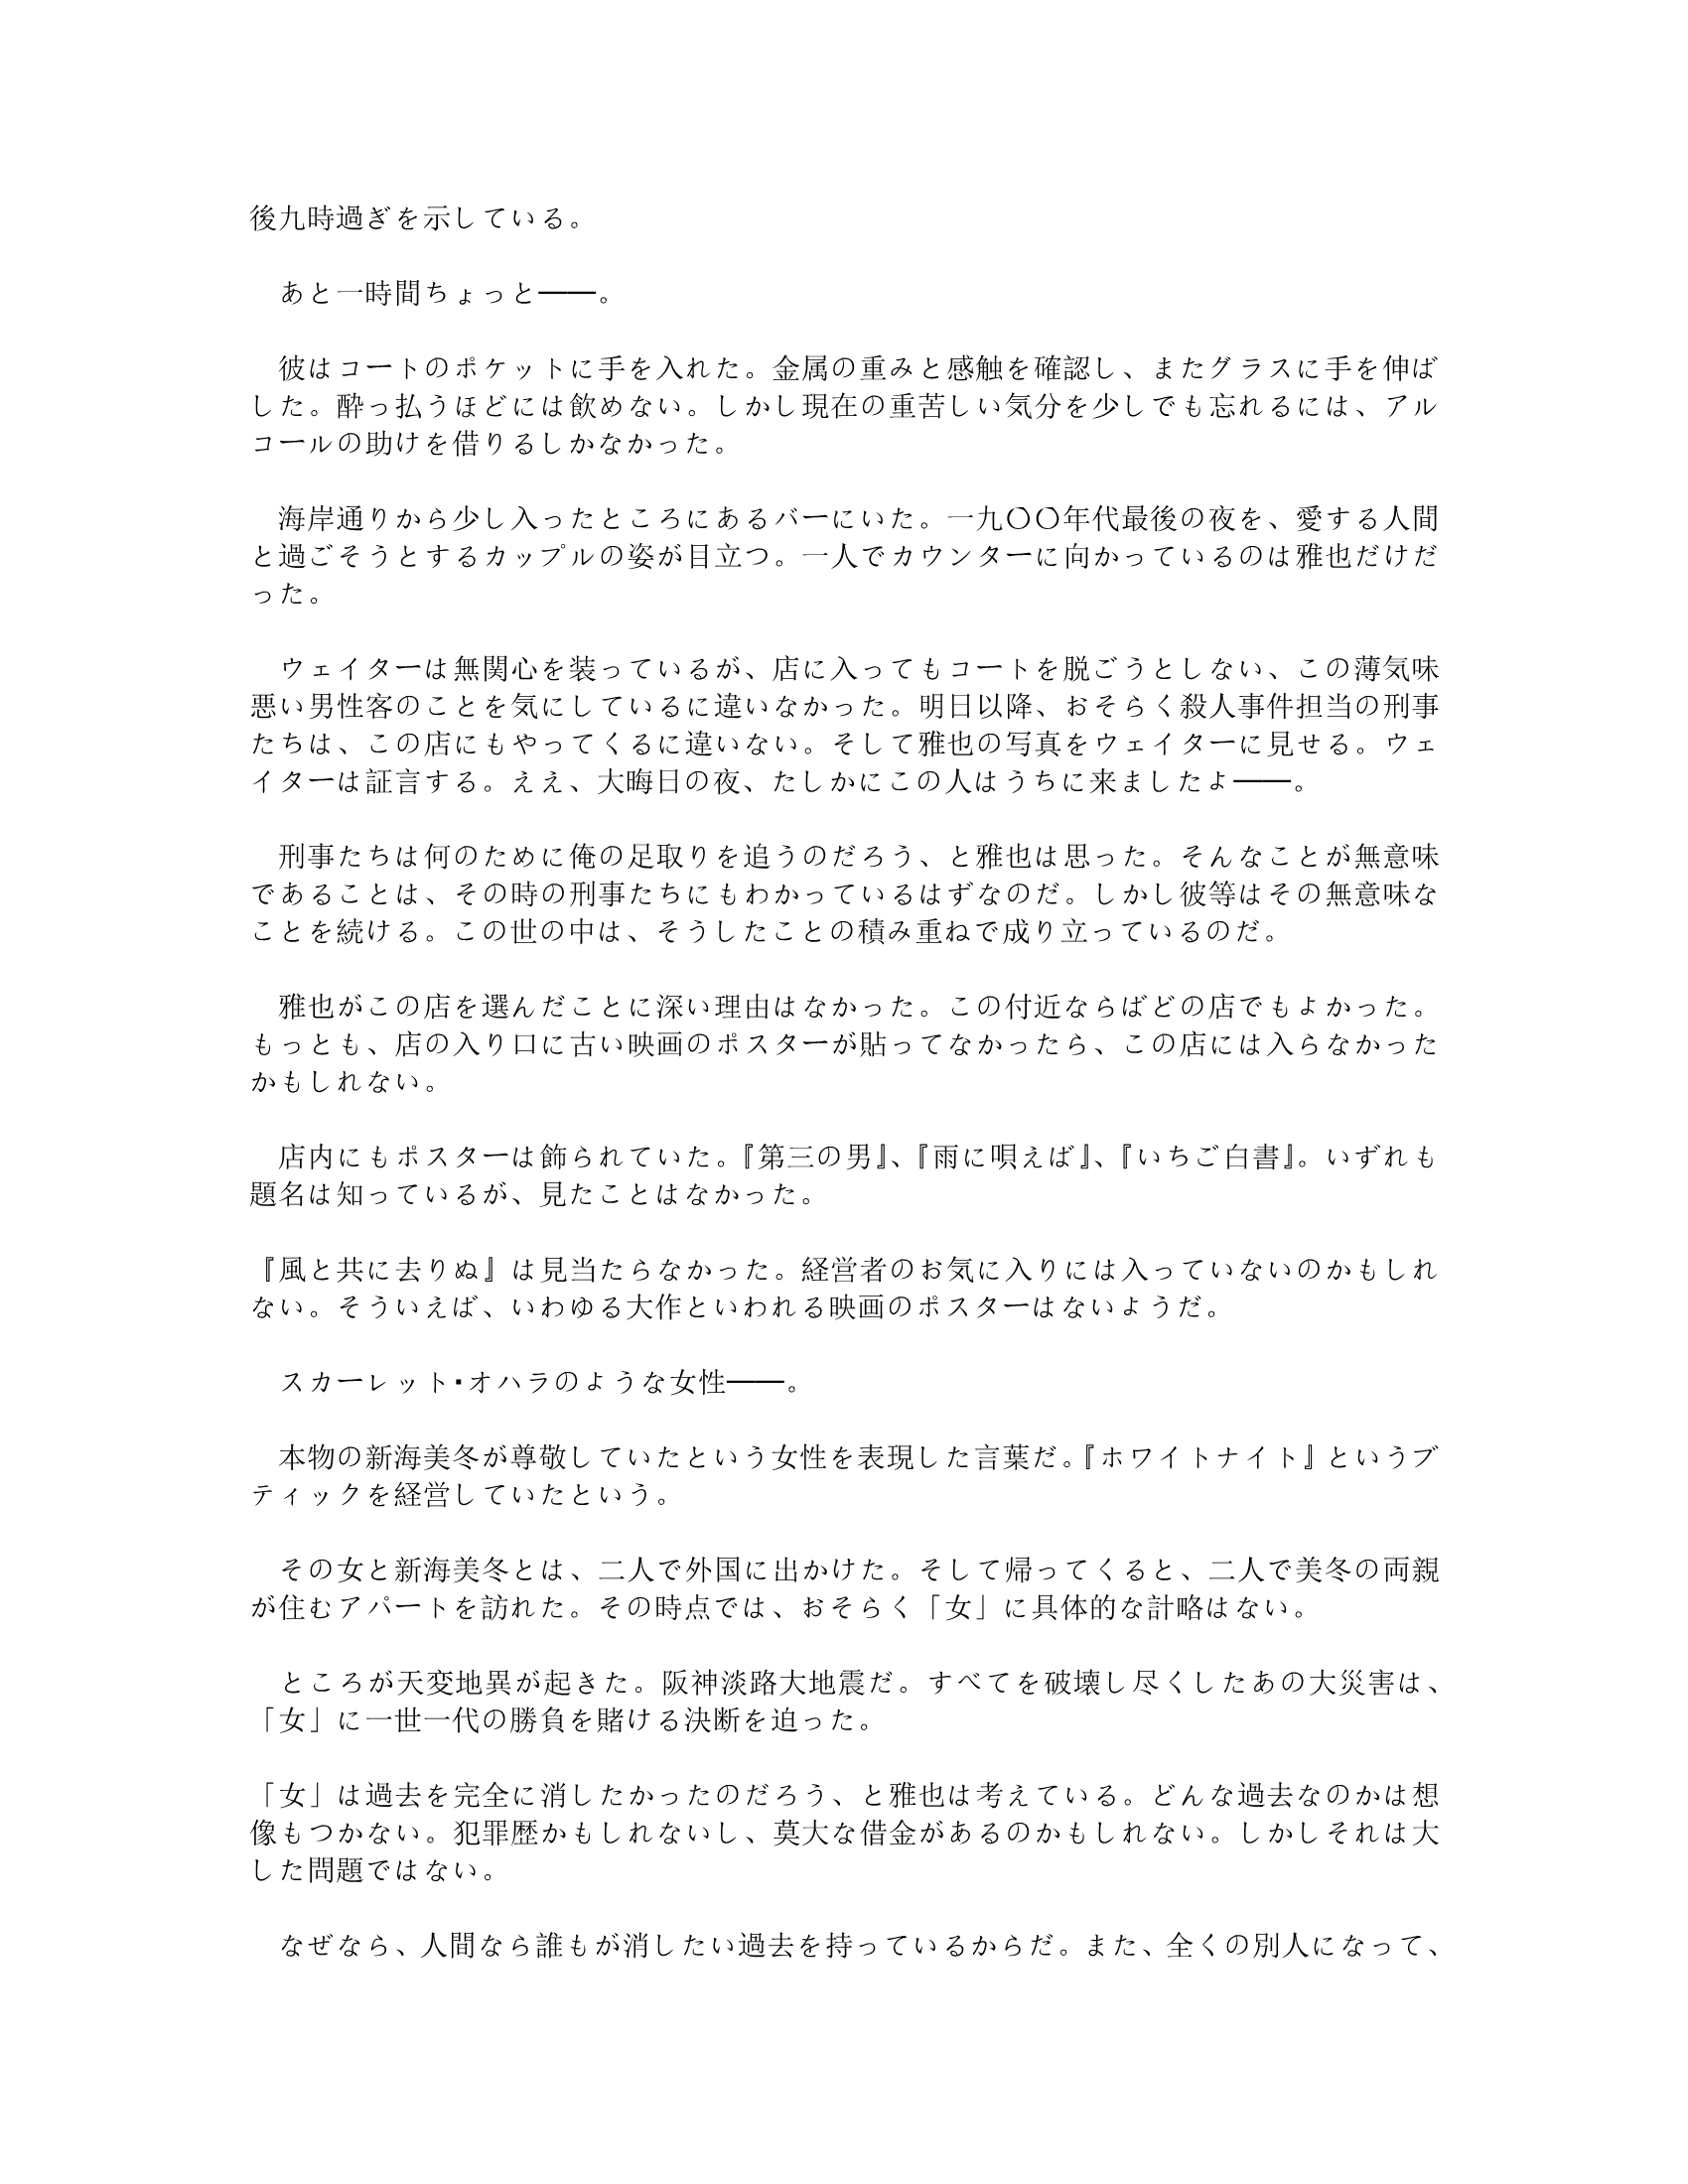 後九時過ぎを示している。
　あと一時間ちょっと――。
　彼はコートのポケットに手を入れた。金属の重みと感触を確認し、またグラスに手を伸ば
した。酔っ払うほどには飲めない。しかし現在の重苦しい気分を少しでも忘れるには、アル
コールの助けを借りるしかなかった。
　海岸通りから少し入ったところにあるバーにいた。一九〇〇年代最後の夜を、愛する人間
と過ごそうとするカップルの姿が目立つ。一人でカウンターに向かっているのは雅也だけだ
った。
　ウェイターは無関心を装っているが、店に入ってもコートを脱ごうとしない、この薄気味
悪い男性客のことを気にしているに違いなかった。明日以降、おそらく殺人事件担当の刑事
たちは、この店にもやってくるに違いない。そして雅也の写真をウェイターに見せる。ウェ
イターは証言する。ええ、大晦日の夜、たしかにこの人はうちに来ましたよ――。
　刑事たちは何のために俺の足取りを追うのだろう、と雅也は思った。そんなことが無意味
であることは、その時の刑事たちにもわかっているはずなのだ。しかし彼等はその無意味な
ことを続ける。この世の中は、そうしたことの積み重ねで成り立っているのだ。
　雅也がこの店を選んだことに深い理由はなかった。この付近ならばどの店でもよかった。
もっとも、店の入り口に古い映画のポスターが貼ってなかったら、この店には入らなかった
かもしれない。
　店内にもポスターは飾られていた。『第三の男』、『雨に唄えば』、『いちご白書』。いずれも
題名は知っているが、見たことはなかった。
『風と共に去りぬ』は見当たらなかった。経営者のお気に入りには入っていないのかもしれ
ない。そういえば、いわゆる大作といわれる映画のポスターはないようだ。
　スカーレット・オハラのような女性――。
　本物の新海美冬が尊敬していたという女性を表現した言葉だ。『ホワイトナイト』というブ
ティックを経営していたという。
　その女と新海美冬とは、二人で外国に出かけた。そして帰ってくると、二人で美冬の両親
が住むアパートを訪れた。その時点では、おそらく「女」に具体的な計略はない。
　ところが天変地異が起きた。阪神淡路大地震だ。すべてを破壊し尽くしたあの大災害は、
「女」に一世一代の勝負を賭ける決断を迫った。
「女」は過去を完全に消したかったのだろう、と雅也は考えている。どんな過去なのかは想
像もつかない。犯罪歴かもしれないし、莫大な借金があるのかもしれない。しかしそれは大
した問題ではない。
　なぜなら、人間なら誰もが消したい過去を持っているからだ。また、全くの別人になって、